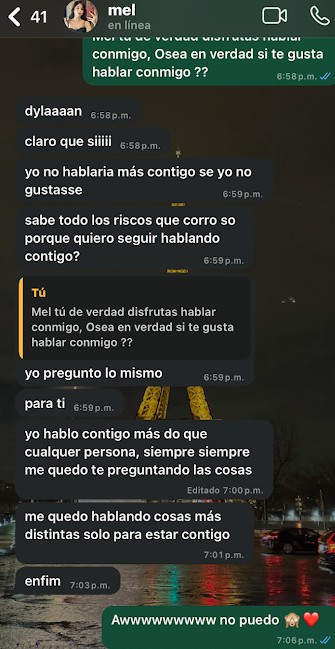 41
mel
en línea
Mel tú de verdad disfrutas hablar
conmigo, Osea en verdad si te gusta
hablar conmigo ??
6:58 p.m.
dylaaaan
6:58 p.m.
claro que siiiii
6:58 p.m.
yo no hablaria más contigo se yo no
gustasse
6:59 p.m.
sabe todo los riscos que corro so
porque quiero seguir hablando
contigo?
6:59 p.m.
Tú
Mel tú de verdad disfrutas hablar
conmigo, Osea en verdad si te gusta
hablar conmigo ??
yo pregunto lo mismo
6:59 p.m.
para ti
6:59 p.m.
yo hablo contigo más do que
cualquer persona, siempre siempre
me quedo te preguntando las cosas
Editado 7:00 p.m.
me quedo hablando cosas más
distintas solo para estar contigo
7:01 p.m.
enfim
7:03 p.m.
Awwwwwwwww no puedo 🙈❤️
7:06 p.m.